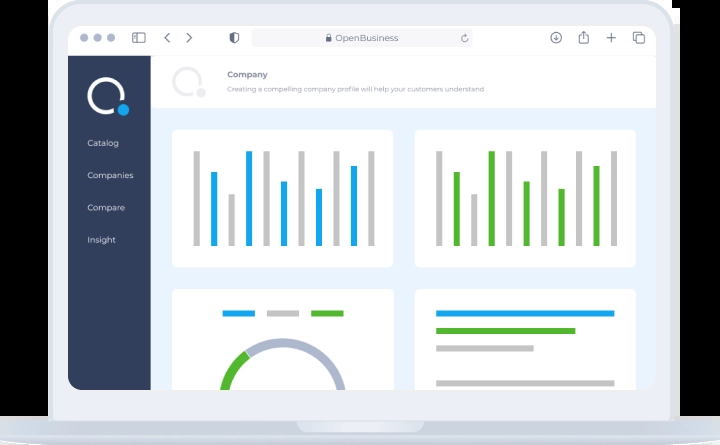 OpenBusiness
Company
Creating a compelling company profile will help your customers understand
Catalog
Companies
Compare
Insight